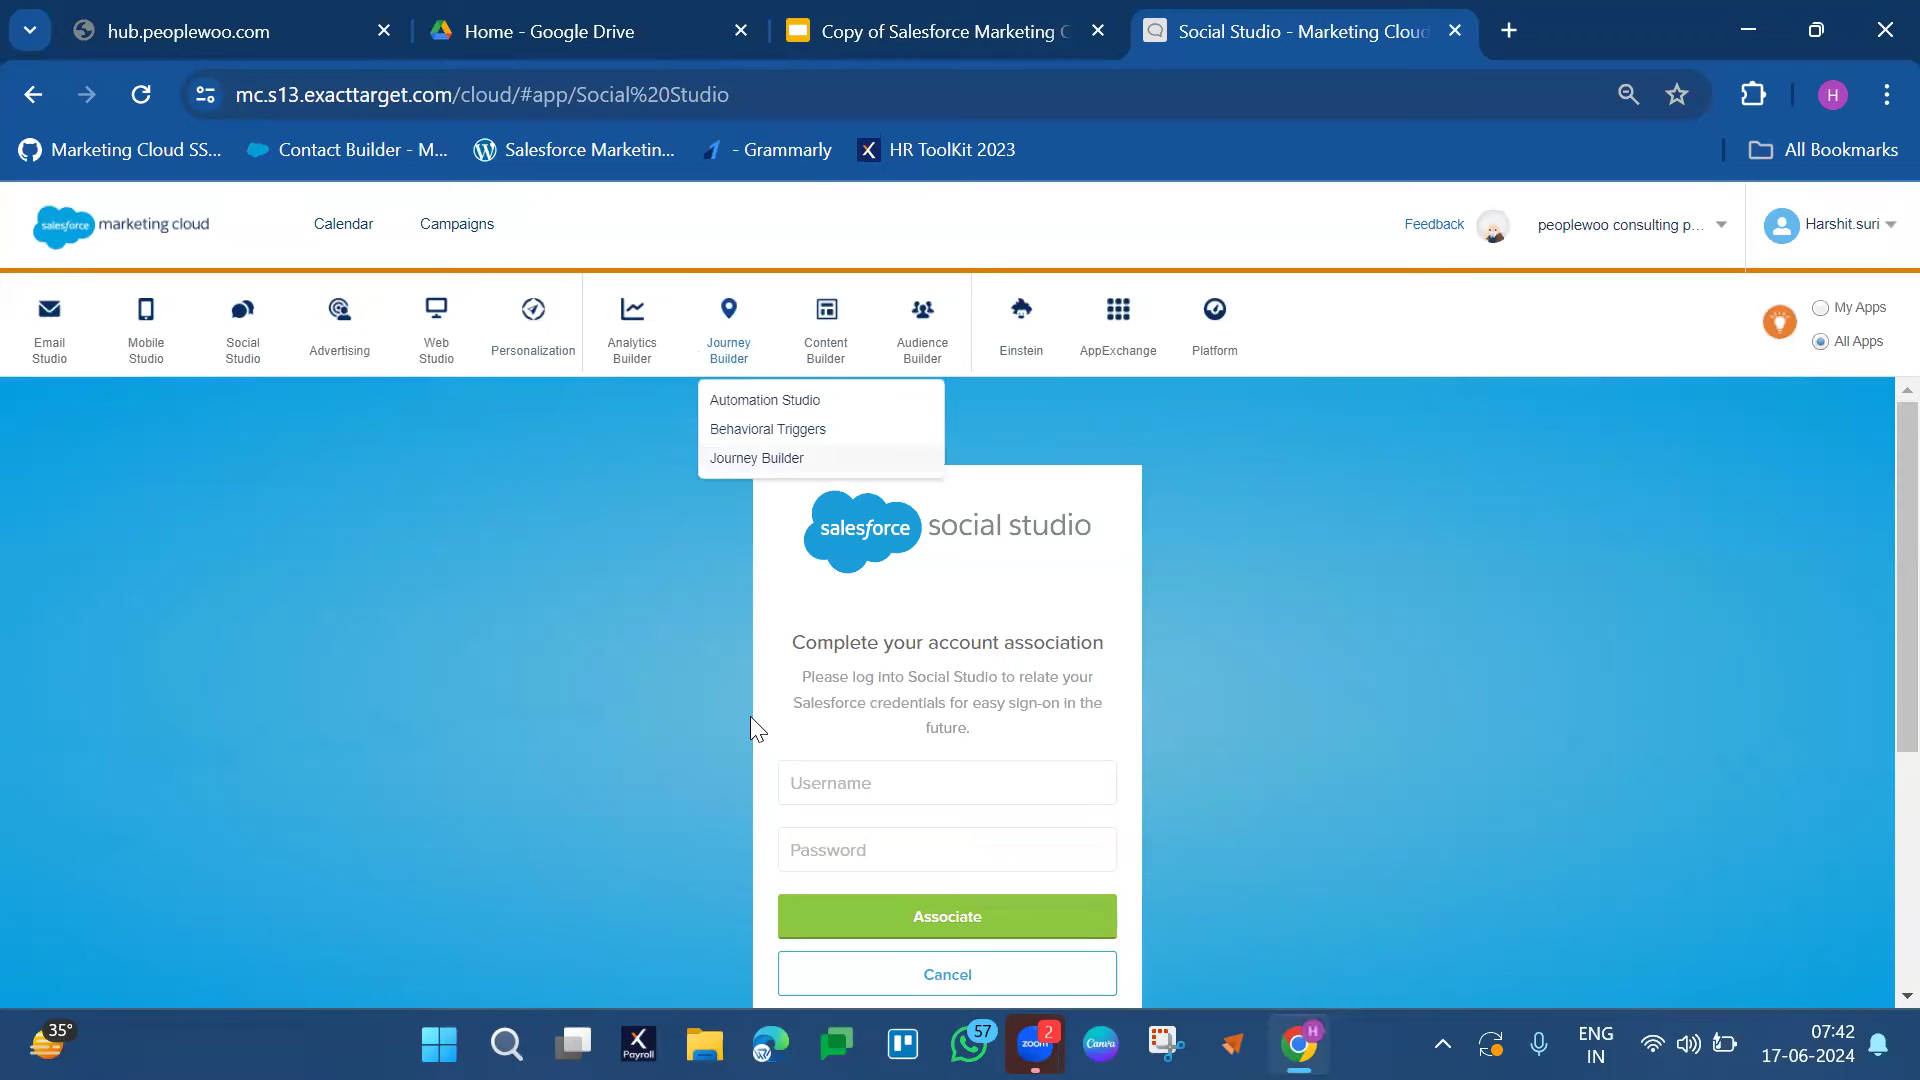 hub.peoplewoo.com
Home - Google Drive
Copy of Salesforce Marketing C
Social Studio - Marketing Cloud
mc.s13.exacttarget.com/cloud/#app/Social%20Studio
H
Marketing Cloud SS...
Contact Builder - M...
Salesforce Marketin...
- Grammarly
X HR ToolKit 2023
All Bookmarks
salesforce marketing cloud
Calendar
Campaigns
Feedback
peoplewoo consulting p...
Harshit.suri
Email Studio
Mobile Studio
Social Studio
Advertising
Web Studio
Personalization
Analytics Builder
Journey Builder
Content Builder
Audience Builder
Einstein
AppExchange
Platform
My Apps
All Apps
Automation Studio
Behavioral Triggers
Journey Builder
salesforce social studio
Complete your account association
Please log into Social Studio to relate your
Salesforce credentials for easy sign-on in the
future.
Username
Password
Associate
Cancel
35°
X Payroll
57
zoom
2
Canva
H
ENG
IN
07:42
17-06-2024